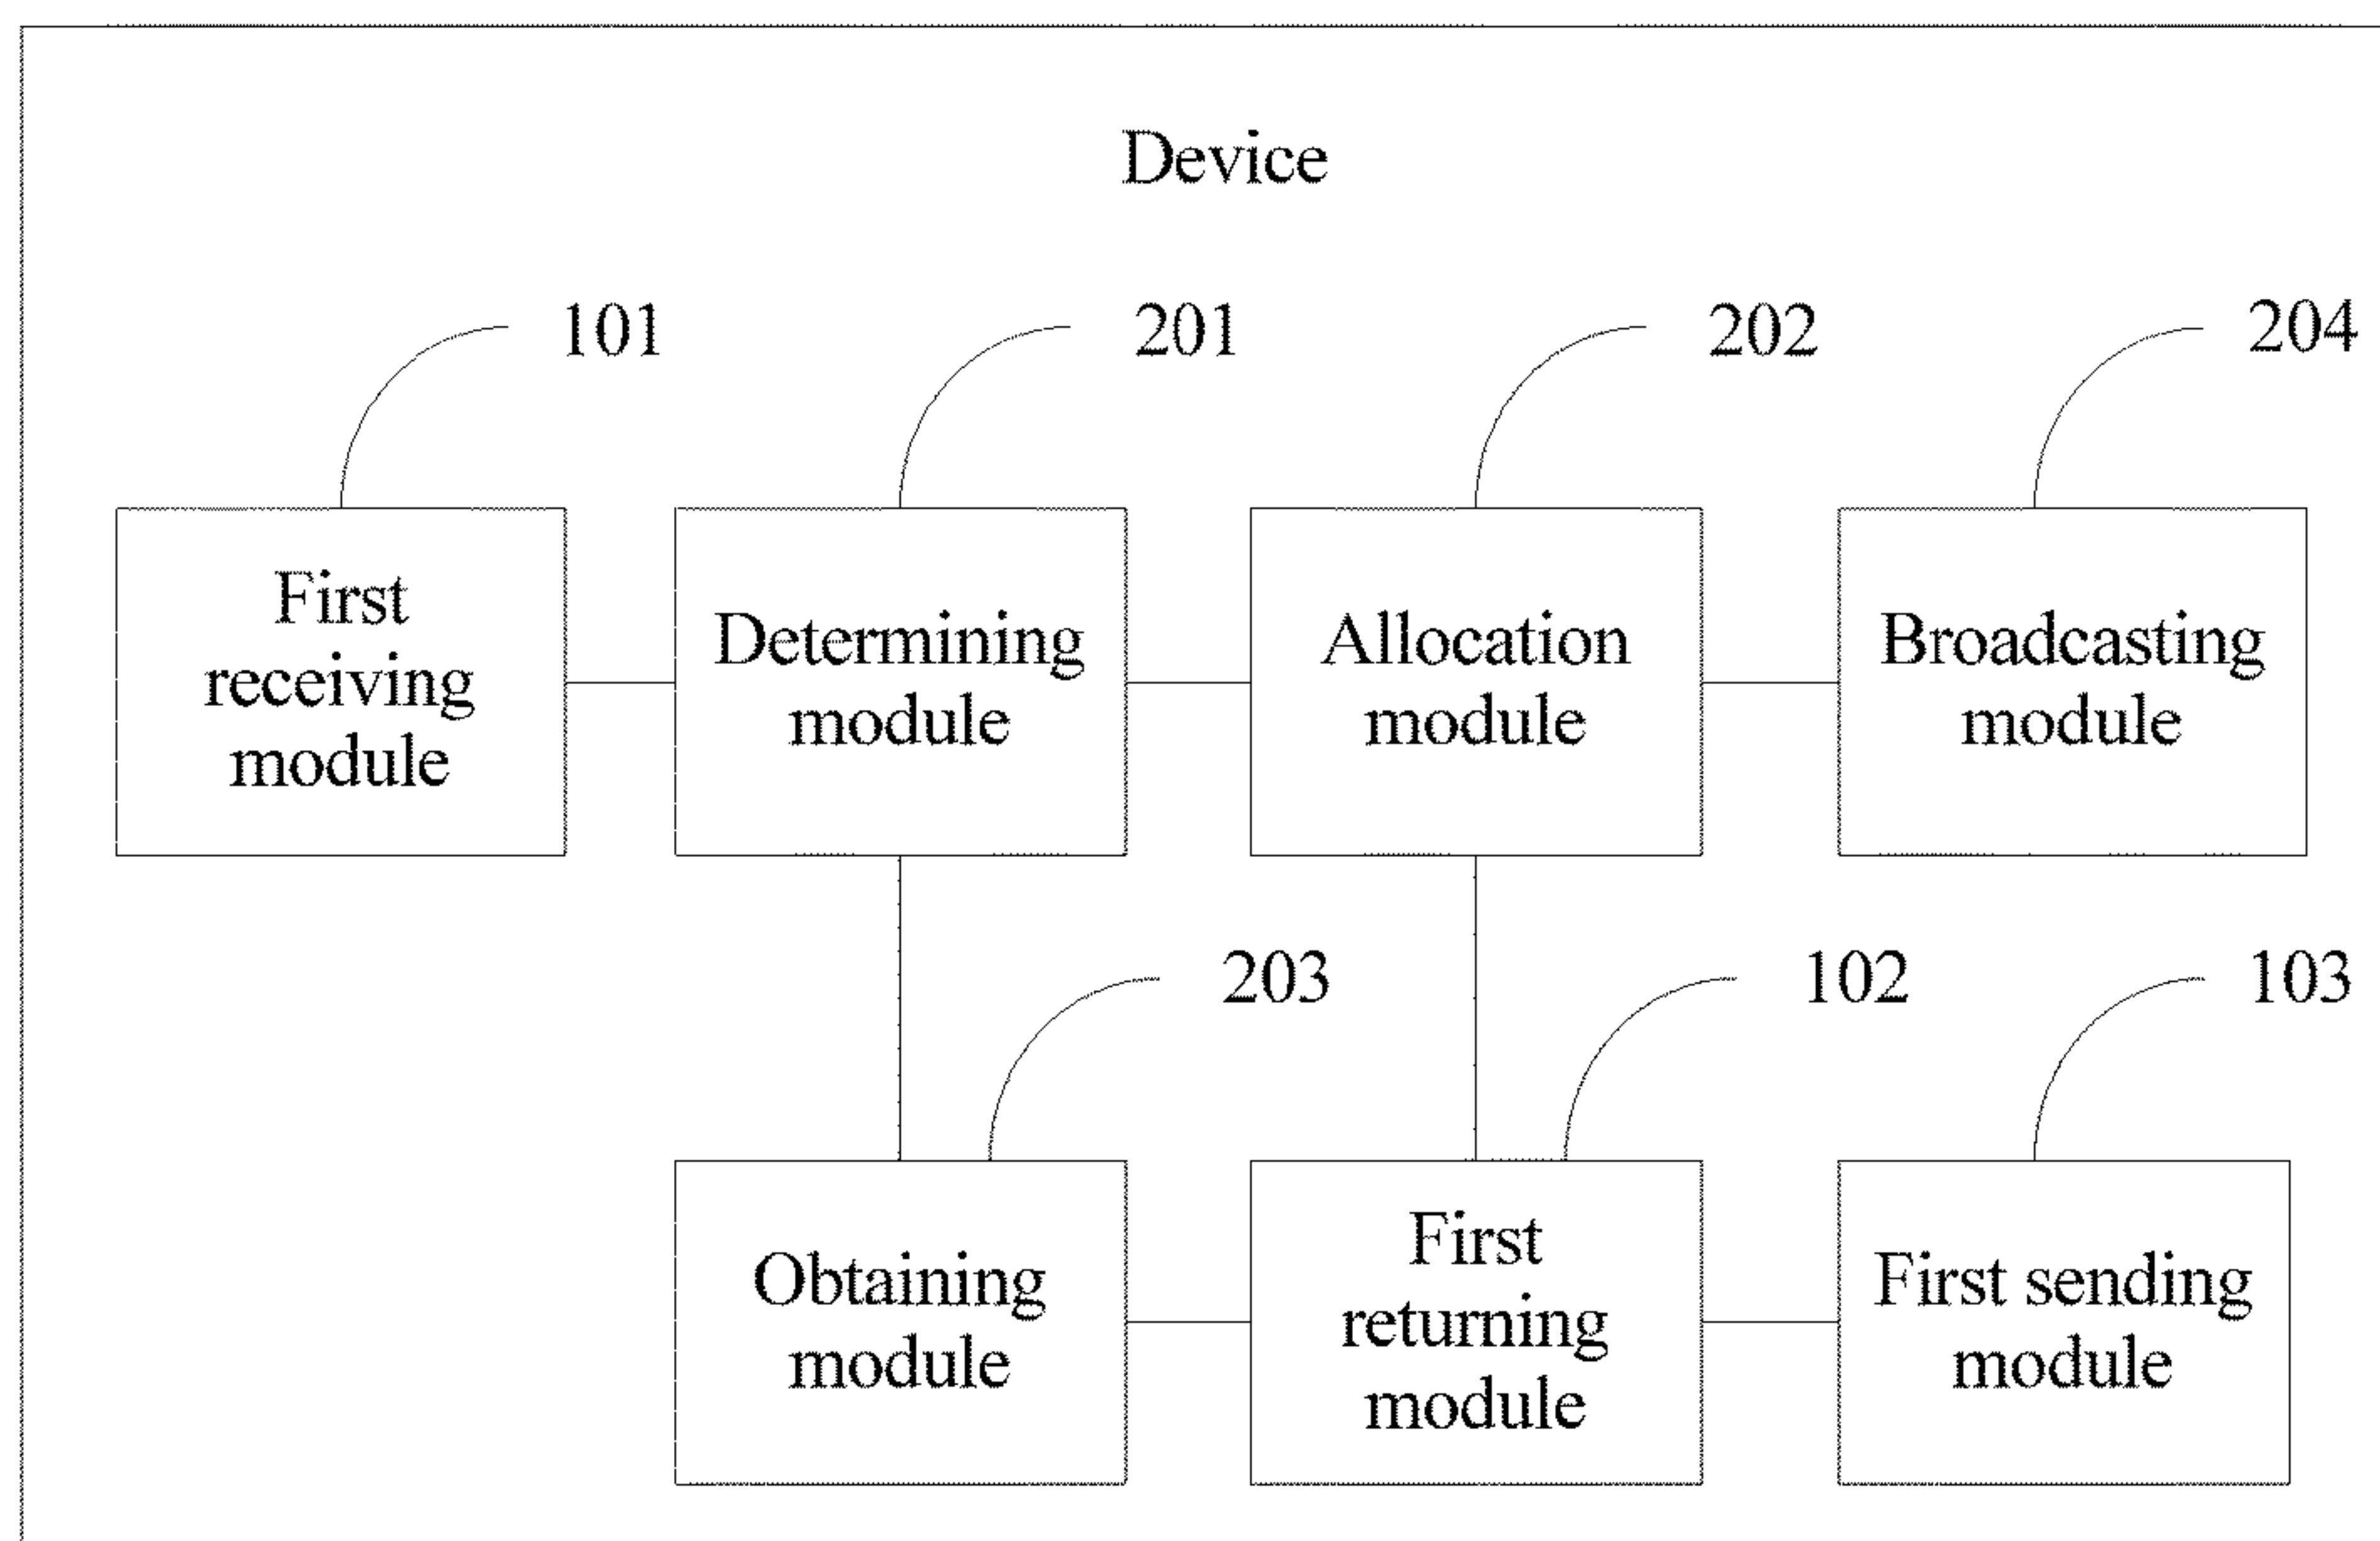 Device
101
201
202
204
First
receiving
module
Determining
module
Allocation
module
Broadcasting
module
203
102
103
Obtaining
module
First
returning
module
First sending
module